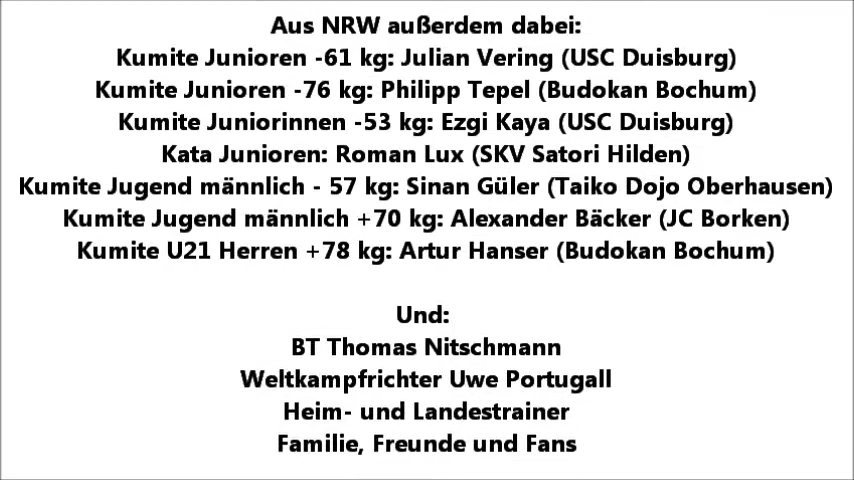 Aus NRW außerdem dabei:
Kumite Junioren -61 kg: Julian Vering (USC Duisburg)
Kumite Junioren -76 kg: Philipp Tepel (Budokan Bochum)
Kumite Juniorinnen -53 kg: Ezgi Kaya (USC Duisburg)
Kata Junioren: Roman Lux (SKV Satori Hilden)
Kumite Jugend männlich - 57 kg: Sinan Güler (Taiko Dojo Oberhausen)
Kumite Jugend männlich +70 kg: Alexander Bäcker (JC Borken)
Kumite U21 Herren +78 kg: Artur Hanser (Budokan Bochum)
Und:
BT Thomas Nitschmann
Weltkampfrichter Uwe Portugall
Heim- und Landestrainer
Familie, Freunde und Fans